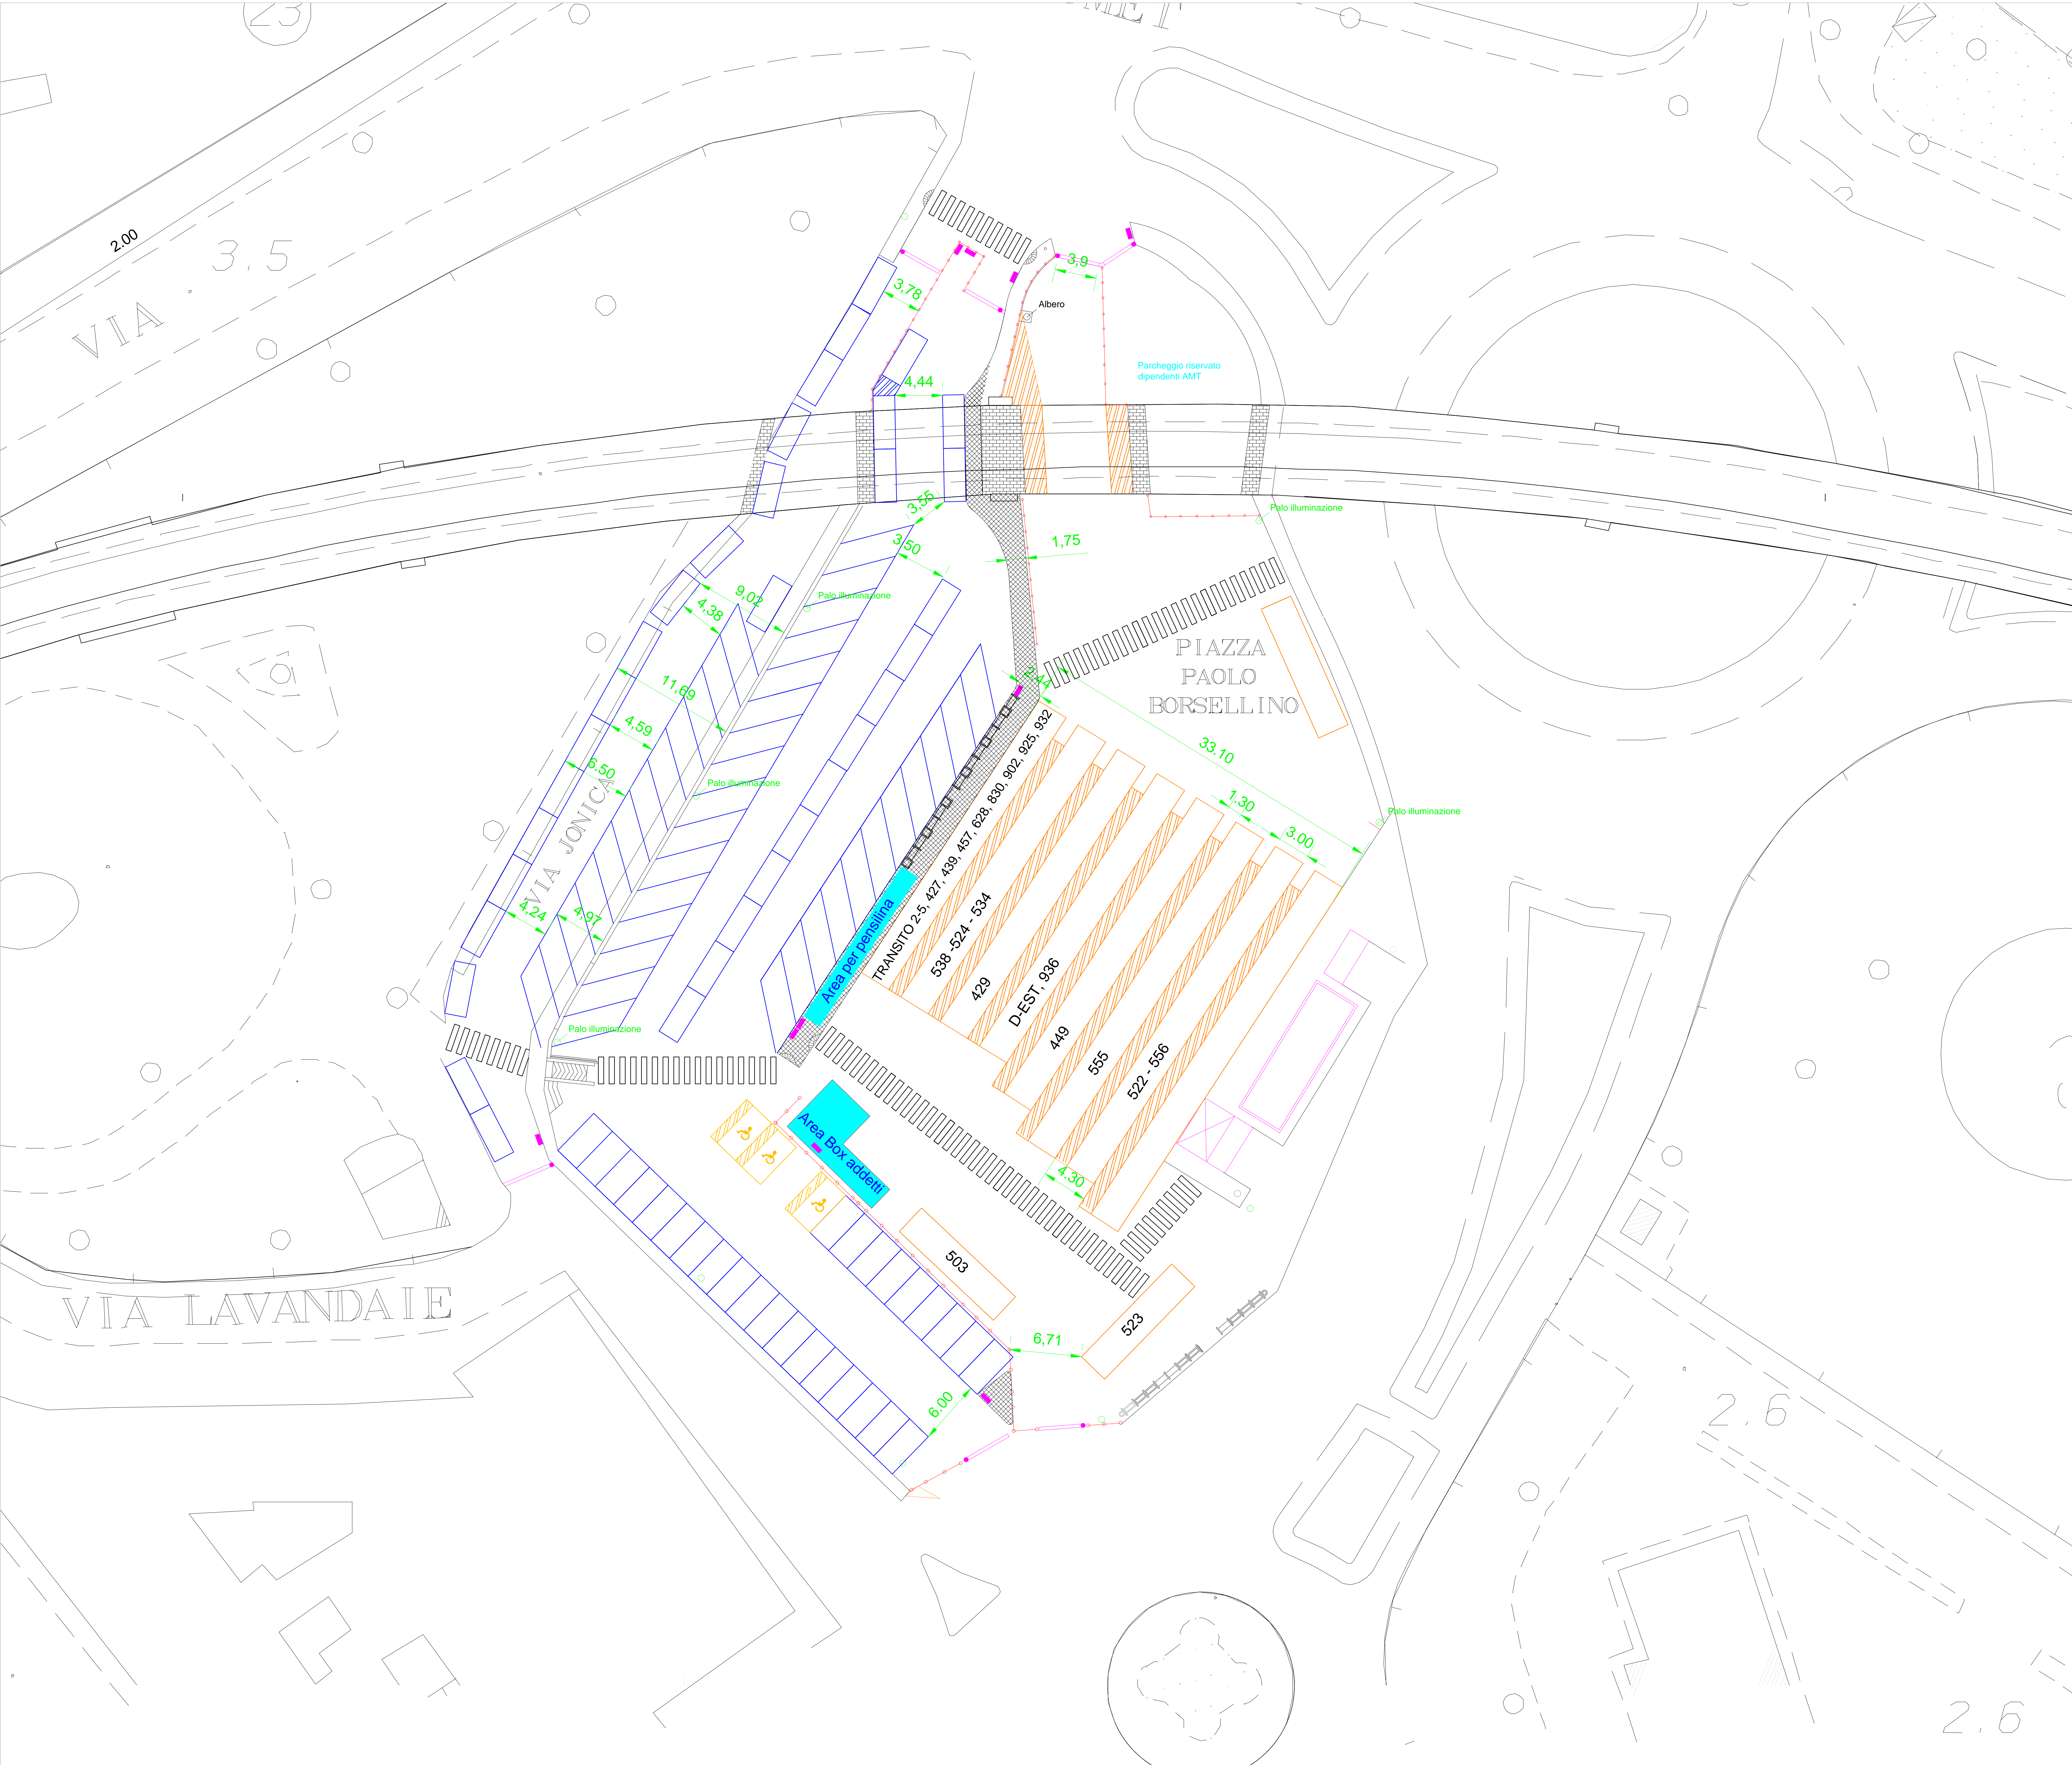 23
MET
2.00
3,5
VIA
3,9
3,78
Albero
Parcheggio riservato
dipendenti AMT
4,44
3,55
3,50
1,75
Palo illuminazione
9,02
4,38
Palo illuminazione
PIAZZA
PAOLO
BORSELLINO
2,44
11,69
4,59
6.50
33,10
Palo illuminazione
VIA JONICA
1.30
3.00
Palo illuminazione
4,24
4,97
Area per pensilina
TRANSITO 2-5, 427, 439, 457, 628, 830, 902, 925, 932
538 -524 - 534
429
D-EST, 936
449
555
522 - 556
Palo illuminazione
Area Box addetti
4.30
503
523
VIA LAVANDAIE
6,71
6.00
2,6
2,6